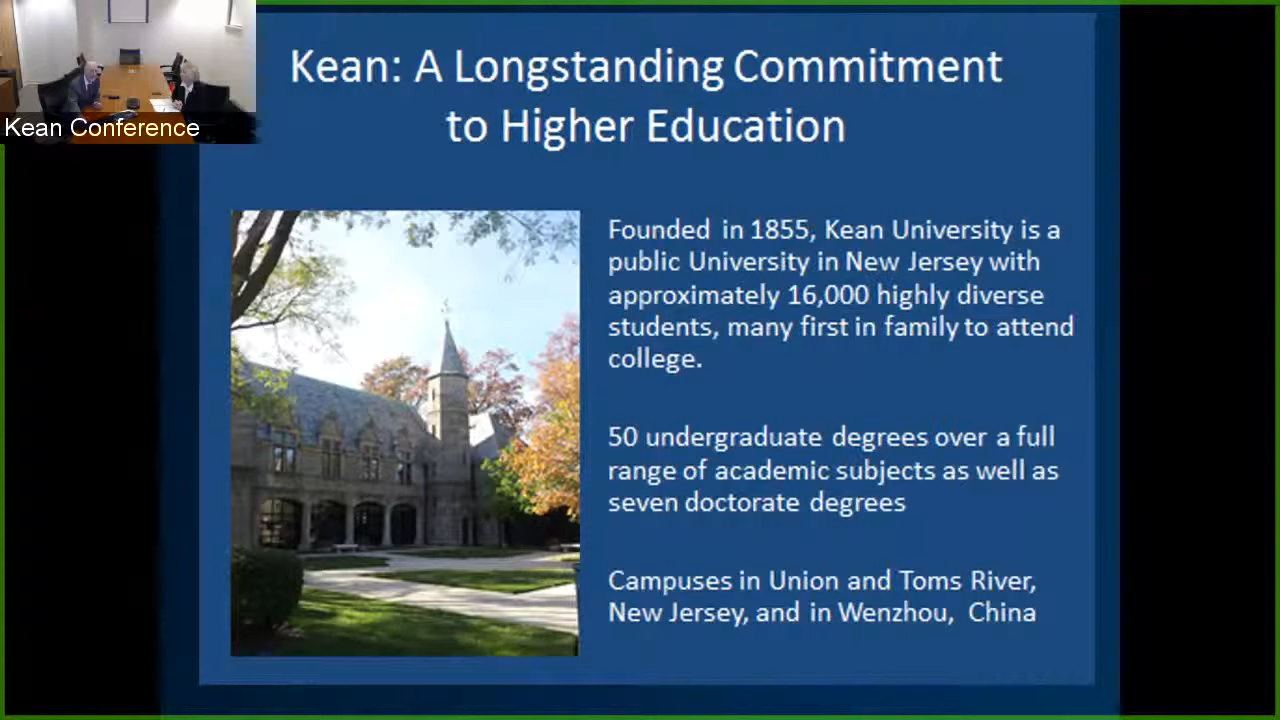 Kean: A Longstanding Commitment
to Higher Education
Kean Conference
Founded in 1855, Kean University is a
public University in New Jersey with
approximately 16,000 highly diverse
students, many first in family to attend
college.
50 undergraduate degrees over a full
range of academic subjects as well as
seven doctorate degrees
Campuses in Union and Toms River,
New Jersey, and in Wenzhou, China